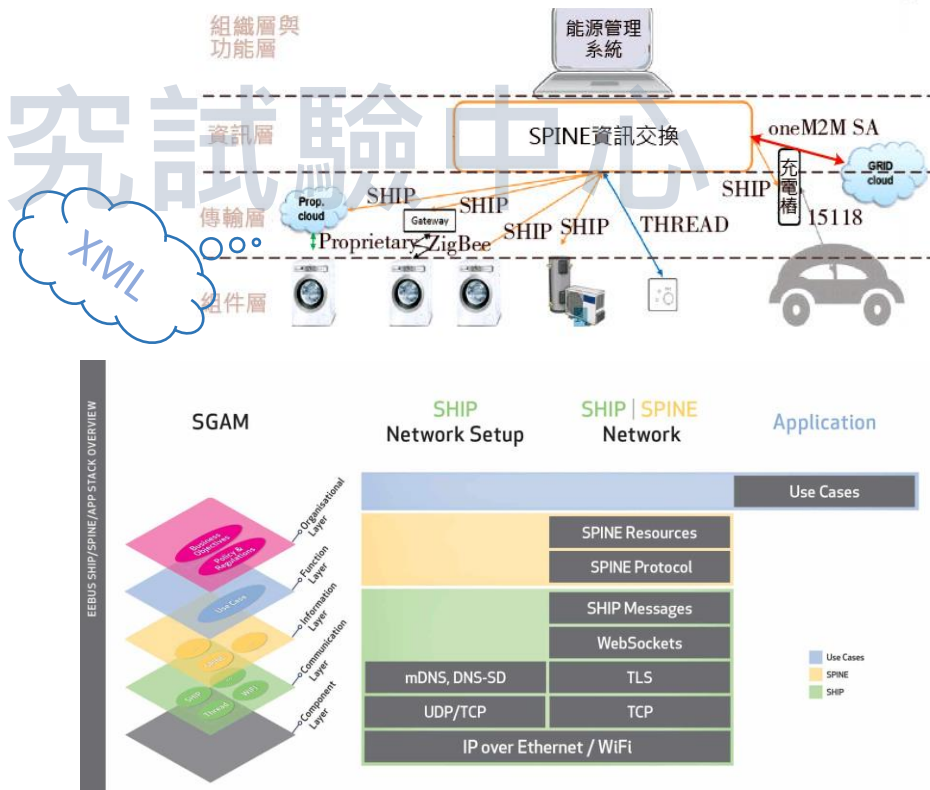 組織層與
功能層
能源管理
系統
究試驗中心
資訊層
SPINE資訊交換
oneM2M SA
充電樁
GRID
cloud
SHIP
SHIP
SHIP
傳輸層
Prop.
cloud
Gateway
Proprietary
ZigBee
SHIP
SHIP
THREAD
15118
XML
組件層
EEBUS SHIP/SPINE/APP STACK OVERVIEW
SGAM
SHIP
Network Setup
SHIP | SPINE
Network
Application
Organisational
Layer
Business
Objectives
Policy &
Regulations
Function
Layer
Use Case
Information
Layer
SPINE
Communication
Layer
SHIP
WiFi
Thread
Component
Layer
Use Cases
SPINE Resources
SPINE Protocol
SHIP Messages
WebSockets
mDNS, DNS-SD
TLS
UDP/TCP
TCP
IP over Ethernet / WiFi
Use Cases
SPINE
SHIP